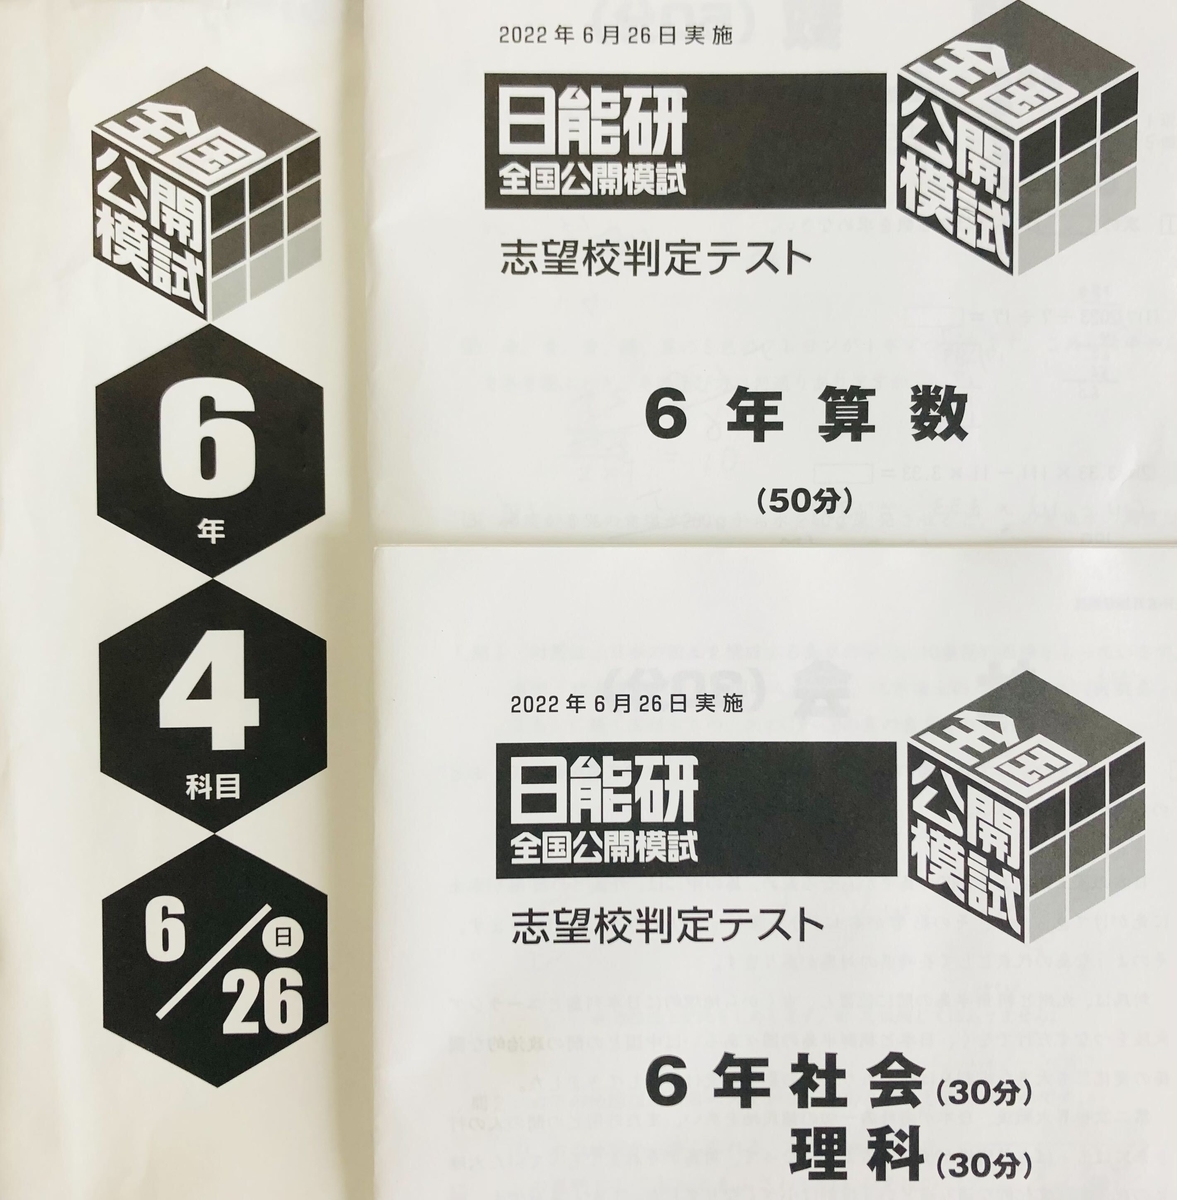 全国
公開
模試
6
年
4
科目
6/26
日
2022年6月26日実施
日能研
全国公開模試
全国
公開
模試
志望校判定テスト
6年算数
(50分)
2022年6月26日実施
日能研
全国公開模試
全国
公開
模試
志望校判定テスト
6年社会(30分)
理科(30分)